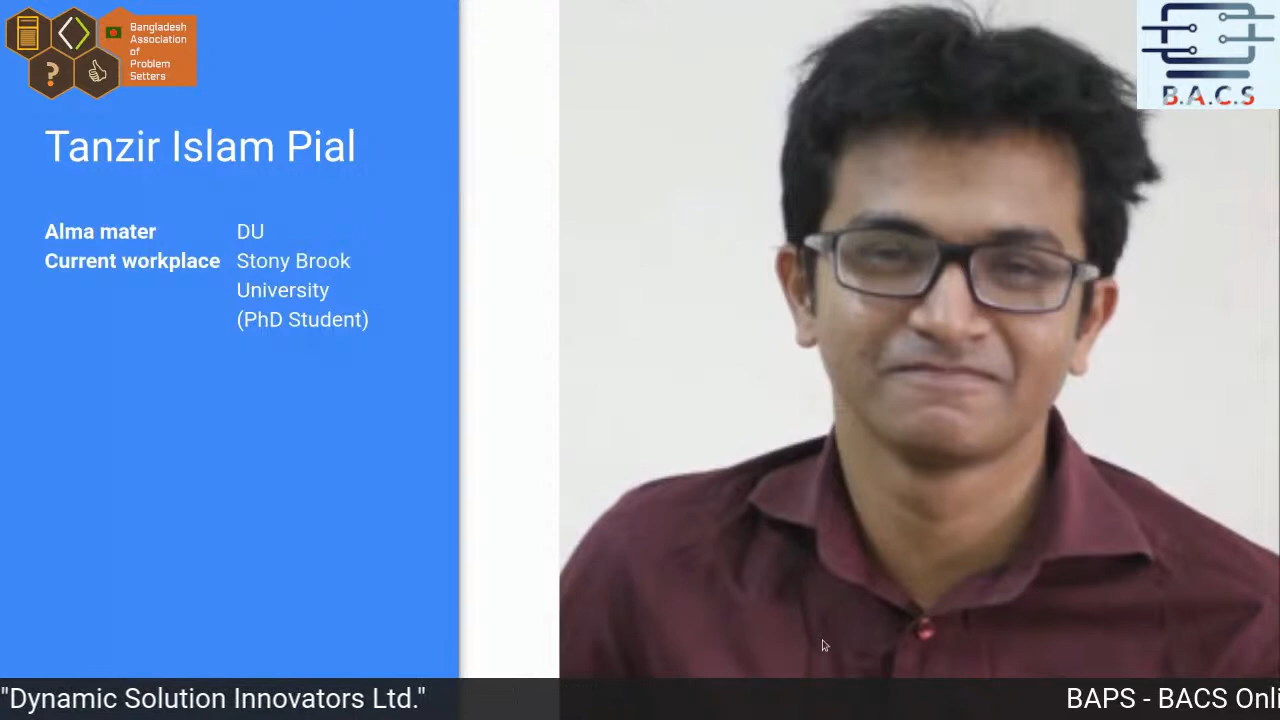 Bangladesh
Association
of
Problem
Setters
B.A.C.S
Tanzir Islam Pial
Alma mater DU
Current workplace Stony Brook
University
(PhD Student)
"Dynamic Solution Innovators Ltd." BAPS - BACS Onli